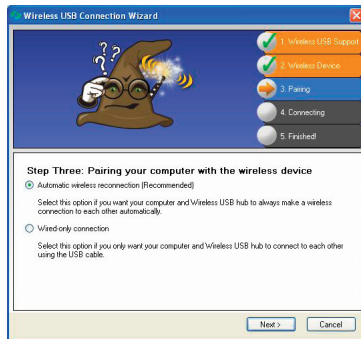 Wireless USB Connection Wizard
? ? ?
1. Wireless USB Support
2. Wireless Device
3. Pairing
4. Connecting
5. Finished!
Step Three: Pairing your computer with the wireless device
Automatic wireless reconnection (Recommended)
Select this option if you want your computer and Wireless USB hub to always make a wireless
connection to each other automatically.
Wired-only connection
Select this option if you only want your computer and Wireless USB hub to connect to each other
using the USB cable.
Next >
Cancel